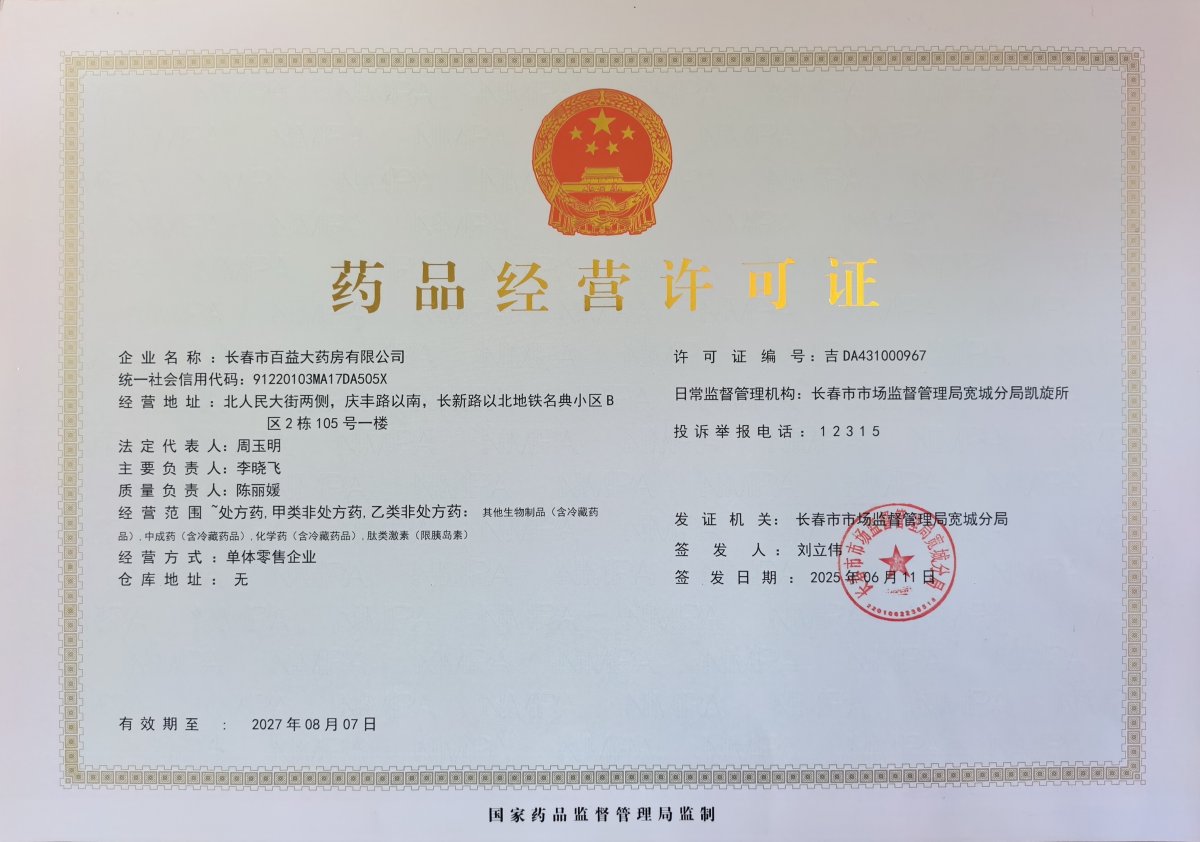 药品经营许可证
企业名称：长春市百益大药房有限公司
统一社会信用代码：91220103MA17DA505X
经营地址：北人民大街两侧，庆丰路以南，长新路以北地铁名典小区B
区2栋105号一楼
法定代表人：周玉明
主要负责人：李晓飞
质量负责人：陈丽媛
经营范围~处方药,甲类非处方药,乙类非处方药：其他生物制品（含冷藏药
品）,中成药（含冷藏药品）,化学药（含冷藏药品）,肽类激素（限胰岛素）
经营方式：单体零售企业
仓库地址：无
有效期至：2027年08月07日
许可证编号：吉DA431000967
日常监督管理机构：长春市市场监督管理局宽城分局凯旋所
投诉举报电话：12315
发证机关：长春市市场监督管理局宽城分局
签发人：刘立伟
签发日期：2025年06月11日
长春市市场监督管理局宽城分局
国家药品监督管理局监制